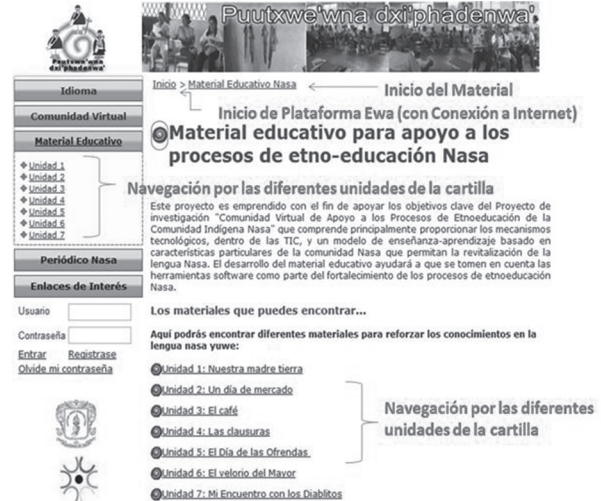 Puutxwe'wna dxi'phadenwa'
Puutxwe'wna
dxi'phadenwa'
Idioma
Comunidad Virtual
Material Educativo
Unidad 1
Unidad 2
Unidad 3
Unidad 4
Unidad 5
Unidad 6
Unidad 7
Periódico Nasa
Enlaces de Interés
Usuario
Contraseña
Entrar Registrase
Olvide mi contraseña
Inicio > Material Educativo Nasa
Inicio del Material
Inicio de Plataforma Ewa (con Conexión a Internet)
Material educativo para apoyo a los
procesos de etno-educación Nasa
Navegación por las diferentes unidades de la cartilla
Este proyecto es emprendido con el fin de apoyar los objetivos clave del Proyecto de
investigación "Comunidad Virtual de Apoyo a los Procesos de Etnoeducación de la
Comunidad Indígena Nasa" que comprende principalmente proporcionar los mecanismos
tecnológicos, dentro de las TIC, y un modelo de enseñanza-aprendizaje basado en
características particulares de la comunidad Nasa que permitan la revitalización de la
lengua Nasa. El desarrollo del material educativo ayudará a que se tomen en cuenta las
herramientas software como parte del fortalecimiento de los procesos de etnoeducación
Nasa.
Los materiales que puedes encontrar...
Aquí podrás encontrar diferentes materiales para reforzar los conocimientos en la
lengua nasa yuwe:
Unidad 1: Nuestra madre tierra
Unidad 2: Un día de mercado
Unidad 3: El café
Unidad 4: Las clausuras
Unidad 5: El Día de las Ofrendas
Unidad 6: El velorio del Mayor
Unidad 7: Mi Encuentro con los Diablitos
Navegación por las diferentes
unidades de la cartilla